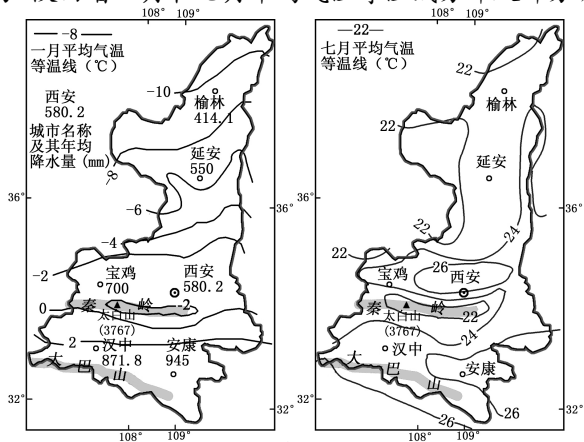 108° 109°
—-8—
一月平均气温
等温线(℃)
西安
580.2
城市名称
及其年均
降水量(mm)
-10
榆林
414.1
延安
550
-8
-6
36°
36°
-4
-2
宝鸡
700
西安
580.2
0
秦 岭
-2
太白山
(3767)
2
汉中
871.8
安康
945
大 巴 山
32°
32°
108° 109°
108° 109°
—22—
七月平均气温
等温线(℃)
22
榆林
22
延安
36°
36°
22
24
22
26
宝鸡
西安
秦 岭
22
太白山
(3767)
24
汉中
安康
大 巴 山
26
26
32°
32°
108° 109°